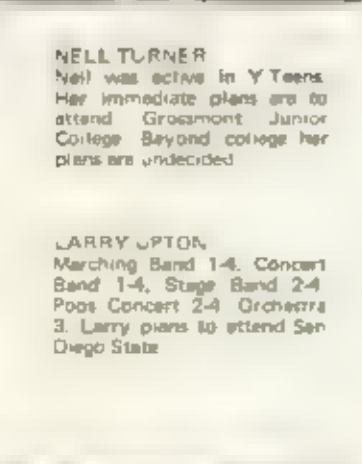 NELL TURNER
Nell was active in Y Teens.
Her immediate plans are to
attend Grossmont Junior
College. Beyond college her
plans are undecided.
LARRY UPTON
Marching Band 1-4, Concert
Band 1-4, Stage Band 2-4,
Pops Concert 2-4, Orchestra
3. Larry plans to attend San
Diego State.